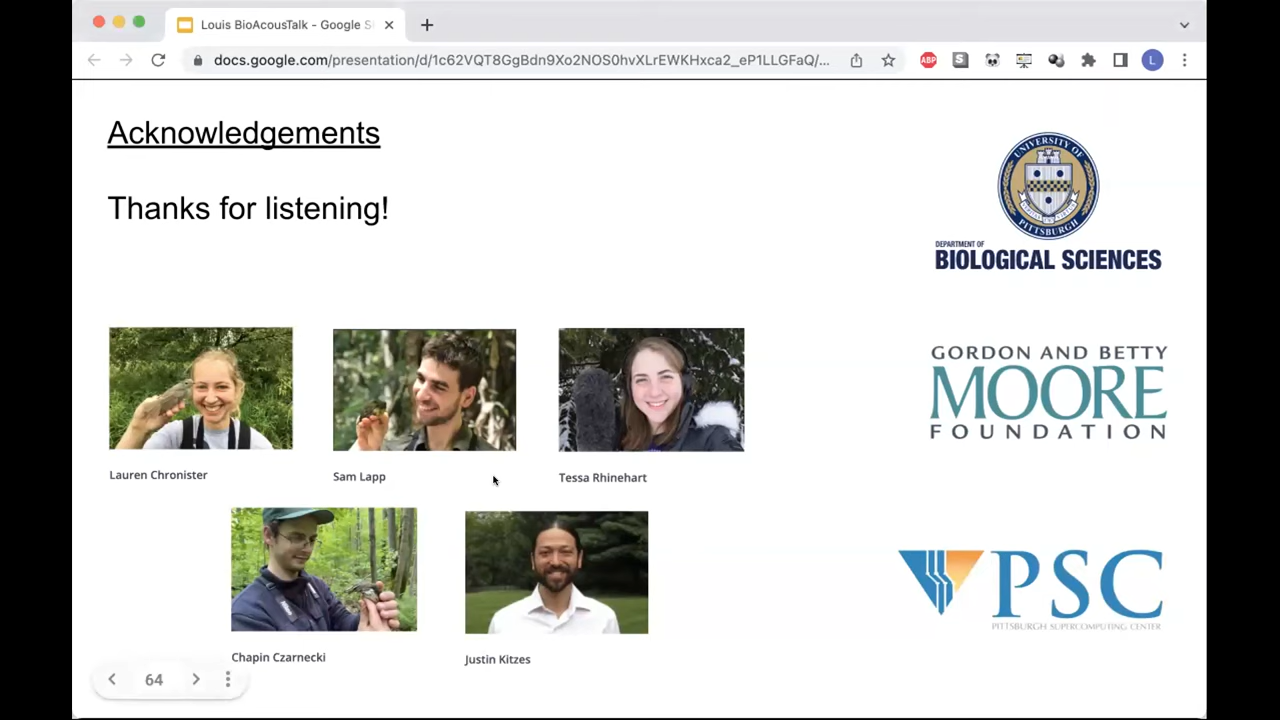 Louis BioAcousTalk - Google S
docs.google.com/presentation/d/1c62VQT8GgBdn9Xo2NOS0hvXLrEWKHxca2_eP1LLGFaQ/...
ABP
S
L
Acknowledgements
Thanks for listening!
UNIVERSITY OF
PITTSBURGH
DEPARTMENT OF
BIOLOGICAL SCIENCES
GORDON AND BETTY
MOORE
FOUNDATION
Lauren Chronister
Sam Lapp
Tessa Rhinehart
PSC
PITTSBURGH SUPERCOMPUTING CENTER
Chapin Czarnecki
Justin Kitzes
64